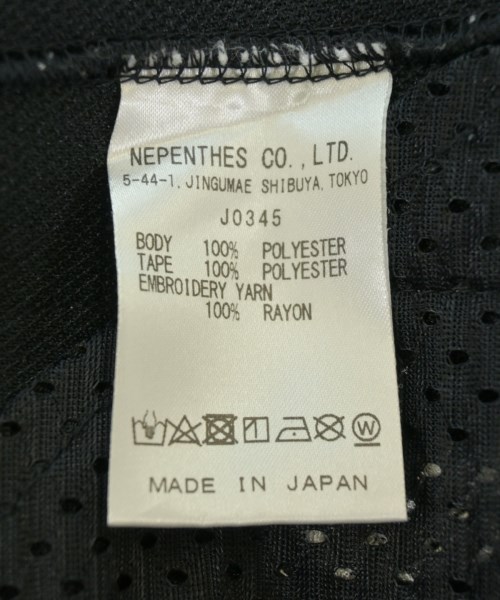 NEPENTHES CO., LTD.
5-44-1, JINGUMAE SHIBUYA, TOKYO
J0345
BODY 100% POLYESTER
TAPE 100% POLYESTER
EMBROIDERY YARN
100% RAYON
W
MADE IN JAPAN